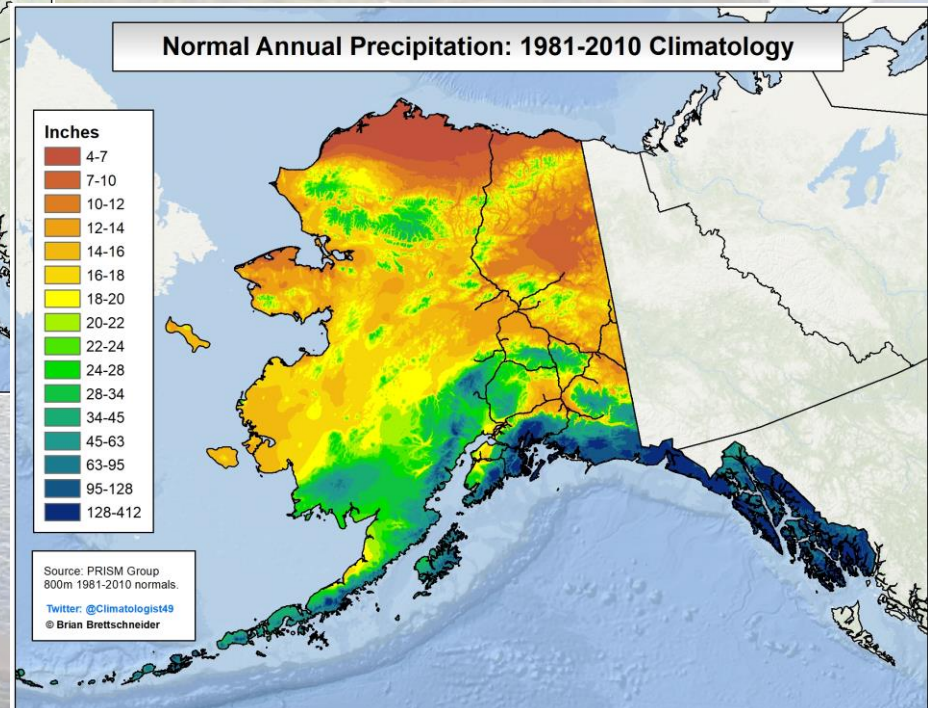 Normal Annual Precipitation: 1981-2010 Climatology
Inches
4-7
7-10
10-12
12-14
14-16
16-18
18-20
20-22
22-24
24-28
28-34
34-45
45-63
63-95
95-128
128-412
Source: PRISM Group
800m 1981-2010 normals.
Twitter: @Climatologist49
© Brian Brettschneider